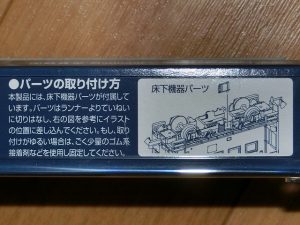 ●パーツの取り付け方
本製品には、床下機器パーツが付属して
います。パーツはランナーよりていねい
に切りはなし、右の図を参考にイラスト
の位置に差し込んでください。もし、取り
付けがゆるい場合は、ごく少量のゴム系
接着剤などを使用し固定してください。
床下機器パーツ